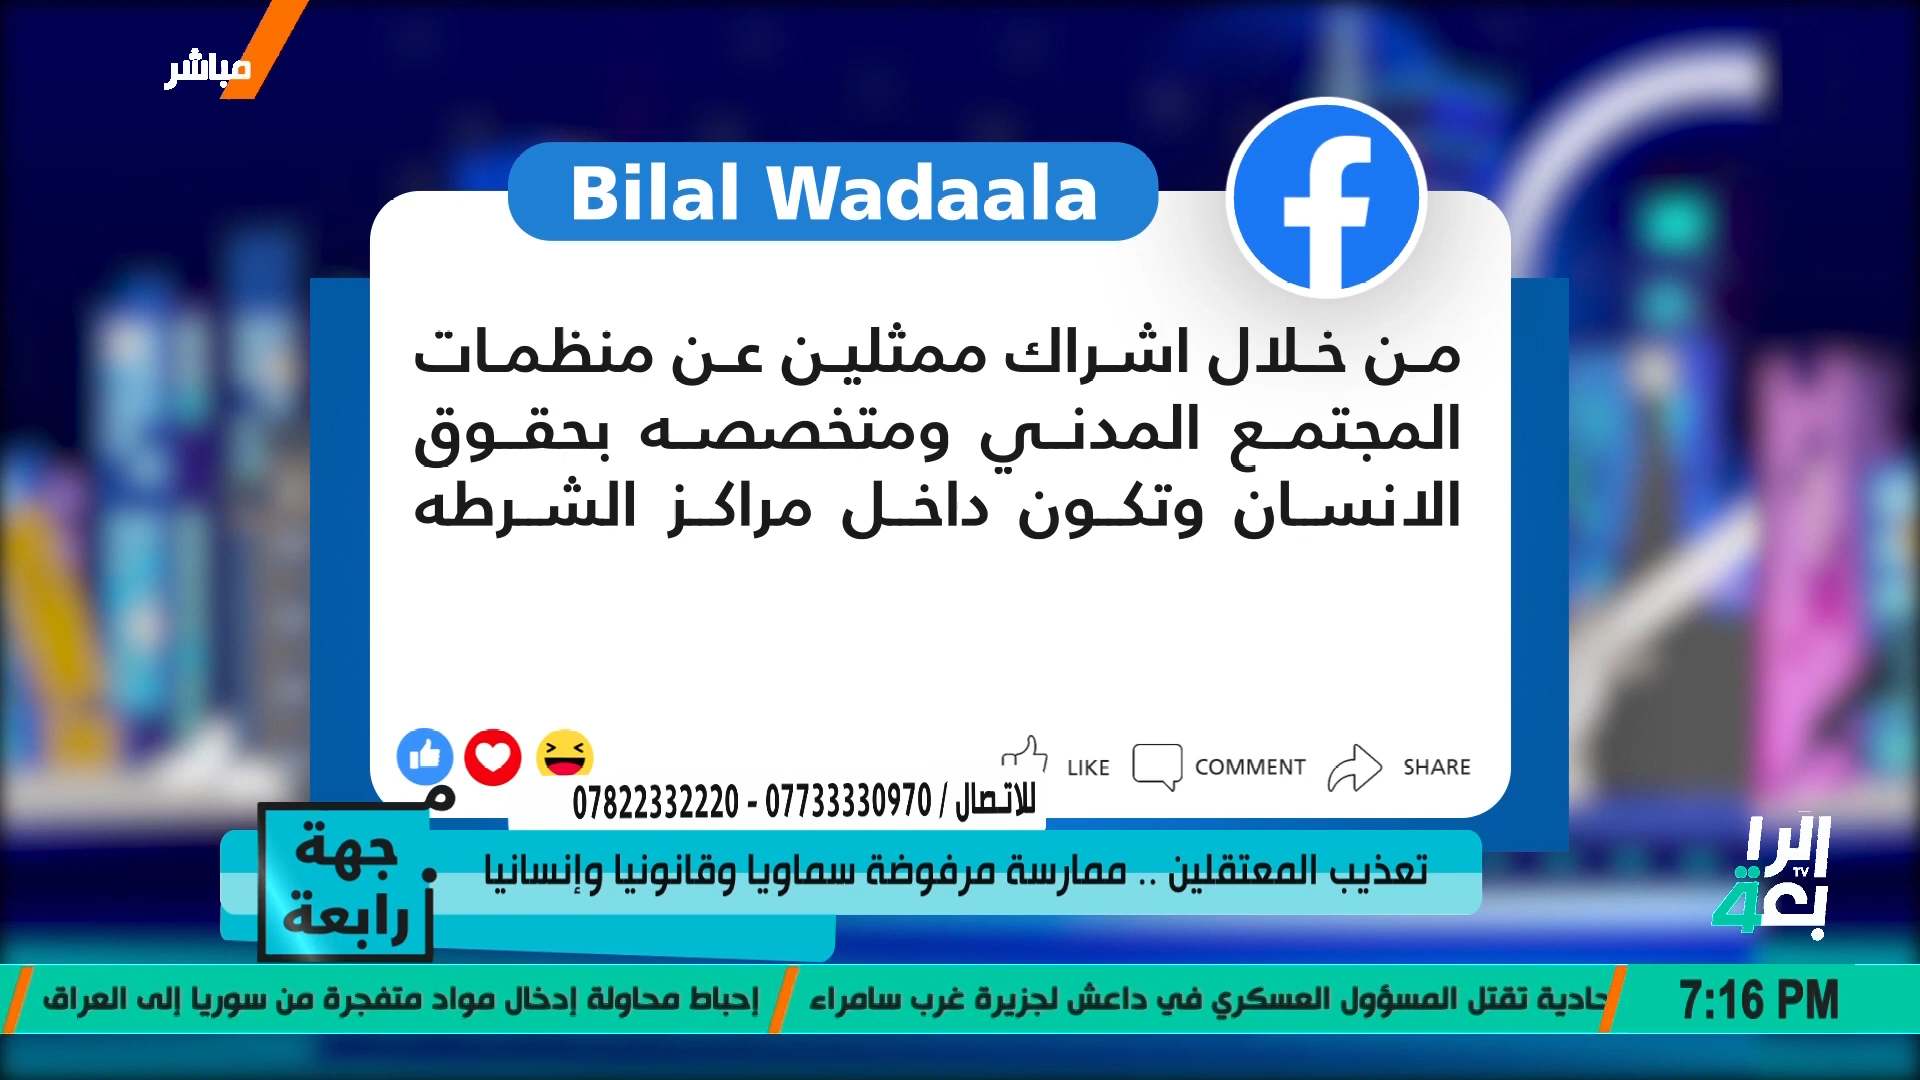 مباشر
Bilal Wadaala
من خلال اشراك ممثلين عن منظمات
المجتمع المدني ومتخصصه بحقوق
الانسان وتكون داخل مراكز الشرطه
LIKE
COMMENT
SHARE
للاتصال / 07733330970 - 07822332220
تعذيب المعتقلين .. ممارسة مرفوضة سماويا وقانونيا وإنسانيا
جهة
رابعة
الرابعة
TV
4
7:16 PM
تقتل المسؤول العسكري في داعش لجزيرة غرب سامراء
إحباط محاولة إدخال مواد متفجرة من سوريا إلى العراق